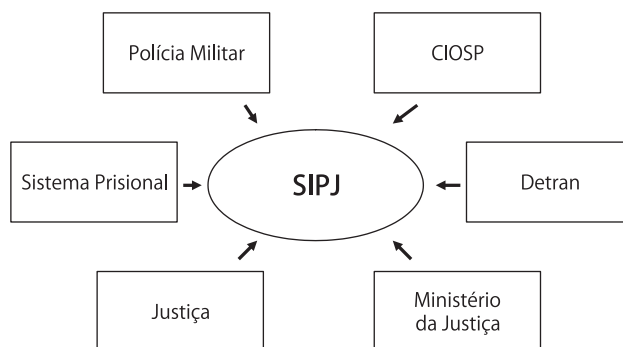 Polícia Militar
CIOSP
Sistema Prisional
SIPJ
Detran
Justiça
Ministério
da Justiça